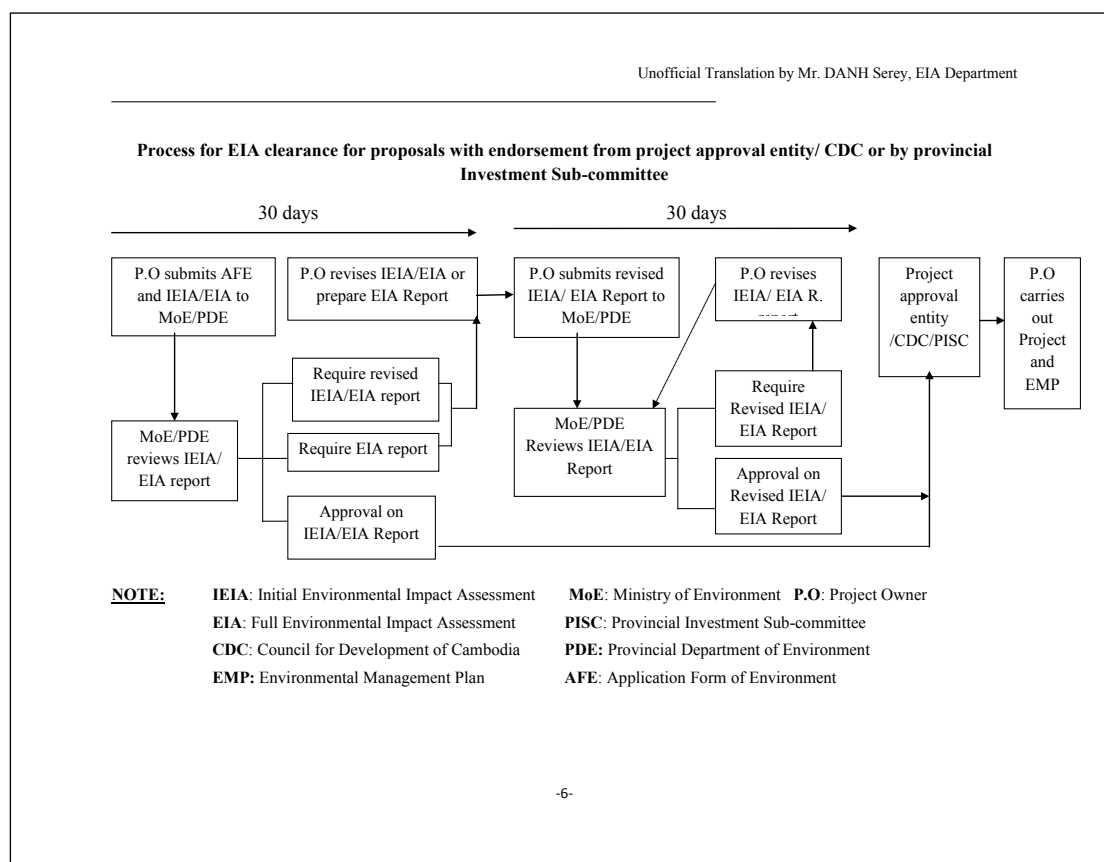 Unofficial Translation by Mr. DANH Serey, EIA Department
Process for EIA clearance for proposals with endorsement from project approval entity/ CDC or by provincial
Investment Sub-committee
30 days
30 days
P.O submits AFE
and IEIA/EIA to
MoE/PDE
P.O revises IEIA/EIA or
prepare EIA Report
P.O submits revised
IEIA/ EIA Report to
MoE/PDE
P.O revises
IEIA/ EIA R.
Project
approval
entity
/CDC/PISC
P.O
carries
out
Project
and
EMP
Require revised
IEIA/EIA report
Require EIA report
MoE/PDE
reviews IEIA/
EIA report
Approval on
IEIA/EIA Report
MoE/PDE
Reviews IEIA/EIA
Report
Require
Revised IEIA/
EIA Report
Approval on
Revised IEIA/
EIA Report
NOTE: IEIA: Initial Environmental Impact Assessment MoE: Ministry of Environment P.O: Project Owner
EIA: Full Environmental Impact Assessment PISC: Provincial Investment Sub-committee
CDC: Council for Development of Cambodia PDE: Provincial Department of Environment
EMP: Environmental Management Plan AFE: Application Form of Environment
-6-